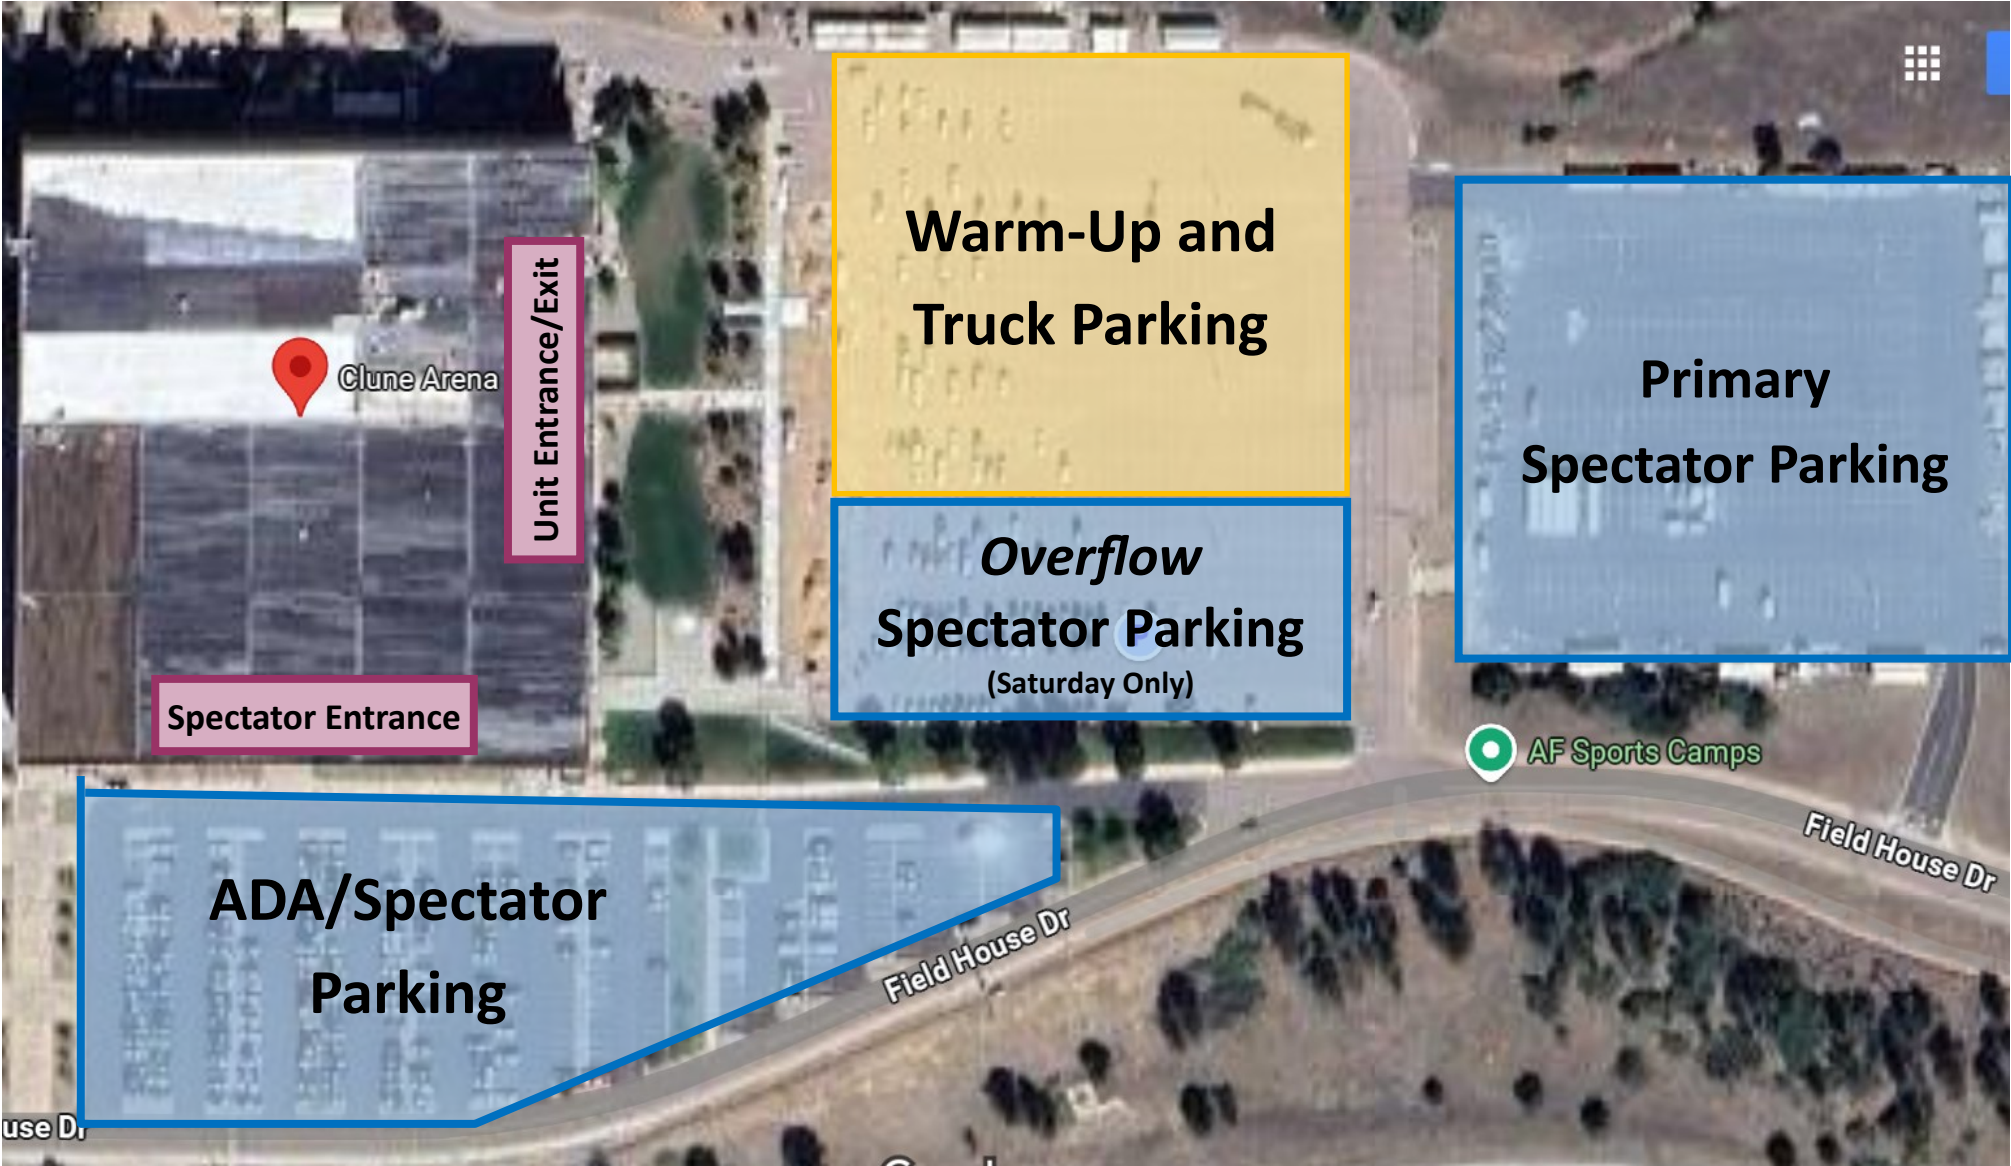 Warm-Up and
Truck Parking
Unit Entrance/Exit
Clune Arena
Primary
Spectator Parking
Overflow
Spectator Parking
(Saturday Only)
Spectator Entrance
AF Sports Camps
Field House Dr
ADA/Spectator
Parking
Field House Dr
use Dr